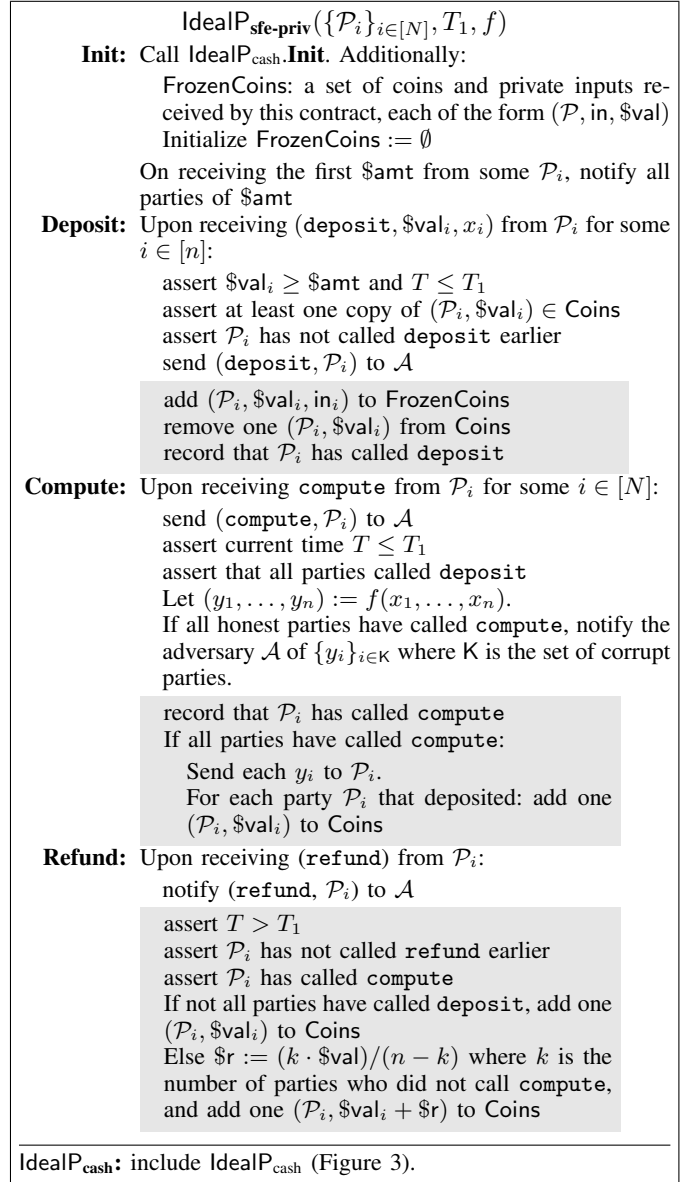 IdealP_sfe-priv({𝒫_i}_{i∈[N]}, T_1, f)
Init: Call IdealP_cash.Init. Additionally:
FrozenCoins: a set of coins and private inputs re-
ceived by this contract, each of the form (𝒫, in, $val)
Initialize FrozenCoins := ∅
On receiving the first $amt from some 𝒫_i, notify all
parties of $amt
Deposit: Upon receiving (deposit, $val_i, x_i) from 𝒫_i for some
i ∈ [n]:
assert $val_i ≥ $amt and T ≤ T_1
assert at least one copy of (𝒫_i, $val_i) ∈ Coins
assert 𝒫_i has not called deposit earlier
send (deposit, 𝒫_i) to 𝒜
add (𝒫_i, $val_i, in_i) to FrozenCoins
remove one (𝒫_i, $val_i) from Coins
record that 𝒫_i has called deposit
Compute: Upon receiving compute from 𝒫_i for some i ∈ [N]:
send (compute, 𝒫_i) to 𝒜
assert current time T ≤ T_1
assert that all parties called deposit
Let (y_1, . . . , y_n) := f(x_1, . . . , x_n).
If all honest parties have called compute, notify the
adversary 𝒜 of {y_i}_{i∈K} where K is the set of corrupt
parties.
record that 𝒫_i has called compute
If all parties have called compute:
Send each y_i to 𝒫_i.
For each party 𝒫_i that deposited: add one
(𝒫_i, $val_i) to Coins
Refund: Upon receiving (refund) from 𝒫_i:
notify (refund, 𝒫_i) to 𝒜
assert T > T_1
assert 𝒫_i has not called refund earlier
assert 𝒫_i has called compute
If not all parties have called deposit, add one
(𝒫_i, $val_i) to Coins
Else $r := (k · $val)/(n − k) where k is the
number of parties who did not call compute,
and add one (𝒫_i, $val_i + $r) to Coins
IdealP_cash: include IdealP_cash (Figure 3).